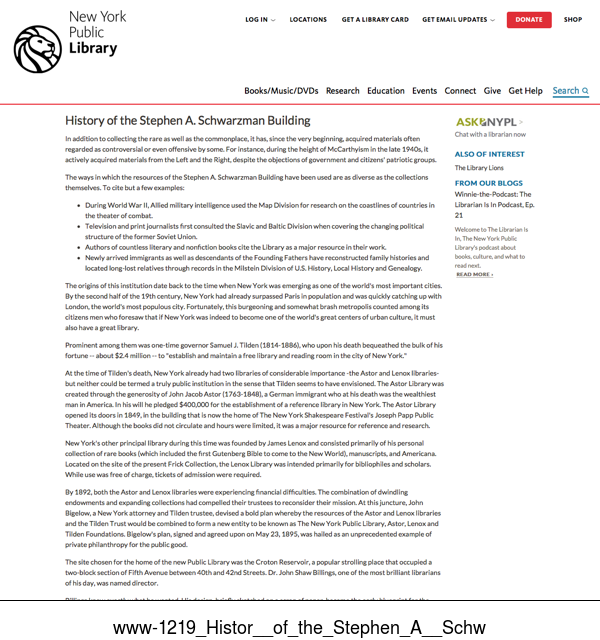 New York
Public
Library
LOG IN
LOCATIONS
GET A LIBRARY CARD
GET EMAIL UPDATES
DONATE
SHOP
Books/Music/DVDs
Research
Education
Events
Connect
Give
Get Help
Search
History of the Stephen A. Schwarzman Building
In addition to collecting the rare as well as the commonplace, it has, since the very beginning, acquired materials often
regarded as controversial or even offensive by some. For instance, during the height of McCarthyism in the late 1940s, it
actively acquired materials from the Left and the Right, despite the objections of government and citizens' patriotic groups.
The ways in which the resources of the Stephen A. Schwarzman Building have been used are as diverse as the collections
themselves. To cite but a few examples:
• During World War II, Allied military intelligence used the Map Division for research on the coastlines of countries in
the theater of combat.
• Television and print journalists first consulted the Slavic and Baltic Division when covering the changing political
structure of the former Soviet Union.
• Authors of countless literary and nonfiction books cite the Library as a major resource in their work.
• Newly arrived immigrants as well as descendants of the Founding Fathers have reconstructed family histories and
located long-lost relatives through records in the Milstein Division of U.S. History, Local History and Genealogy.
The origins of this institution date back to the time when New York was emerging as one of the world's most important cities.
By the second half of the 19th century, New York had already surpassed Paris in population and was quickly catching up with
London, the world's most populous city. Fortunately, this burgeoning and somewhat brash metropolis counted among its
citizens men who foresaw that if New York was indeed to become one of the world's great centers of urban culture, it must
also have a great library.
Prominent among them was one-time governor Samuel J. Tilden (1814-1886), who upon his death bequeathed the bulk of his
fortune -- about $2.4 million -- to "establish and maintain a free library and reading room in the city of New York."
At the time of Tilden's death, New York already had two libraries of considerable importance -the Astor and Lenox libraries-
but neither could be termed a truly public institution in the sense that Tilden seems to have envisioned. The Astor Library was
created through the generosity of John Jacob Astor (1763-1848), a German immigrant who at his death was the wealthiest
man in America. In his will he pledged $400,000 for the establishment of a reference library in New York. The Astor Library
opened its doors in 1849, in the building that is now the home of The New York Shakespeare Festival's Joseph Papp Public
Theater. Although the books did not circulate and hours were limited, it was a major resource for reference and research.
New York's other principal library during this time was founded by James Lenox and consisted primarily of his personal
collection of rare books (which included the first Gutenberg Bible to come to the New World), manuscripts, and Americana.
Located on the site of the present Frick Collection, the Lenox Library was intended primarily for bibliophiles and scholars.
While use was free of charge, tickets of admission were required.
By 1892, both the Astor and Lenox libraries were experiencing financial difficulties. The combination of dwindling
endowments and expanding collections had compelled their trustees to reconsider their mission. At this juncture, John
Bigelow, a New York attorney and Tilden trustee, devised a bold plan whereby the resources of the Astor and Lenox libraries
and the Tilden Trust would be combined to form a new entity to be known as The New York Public Library, Astor, Lenox and
Tilden Foundations. Bigelow's plan, signed and agreed upon on May 23, 1895, was hailed as an unprecedented example of
private philanthropy for the public good.
The site chosen for the home of the new Public Library was the Croton Reservoir, a popular strolling place that occupied a
two-block section of Fifth Avenue between 40th and 42nd Streets. Dr. John Shaw Billings, one of the most brilliant librarians
of his day, was named director.
ASK NYPL >
Chat with a librarian now
ALSO OF INTEREST
The Library Lions
FROM OUR BLOGS
Winnie-the-Podcast: The
Librarian Is In Podcast, Ep.
21
Welcome to The Librarian Is
In, The New York Public
Library's podcast about
books, culture, and what to
read next.
READ MORE ›
www-1219_Histor__of_the_Stephen_A__Schw